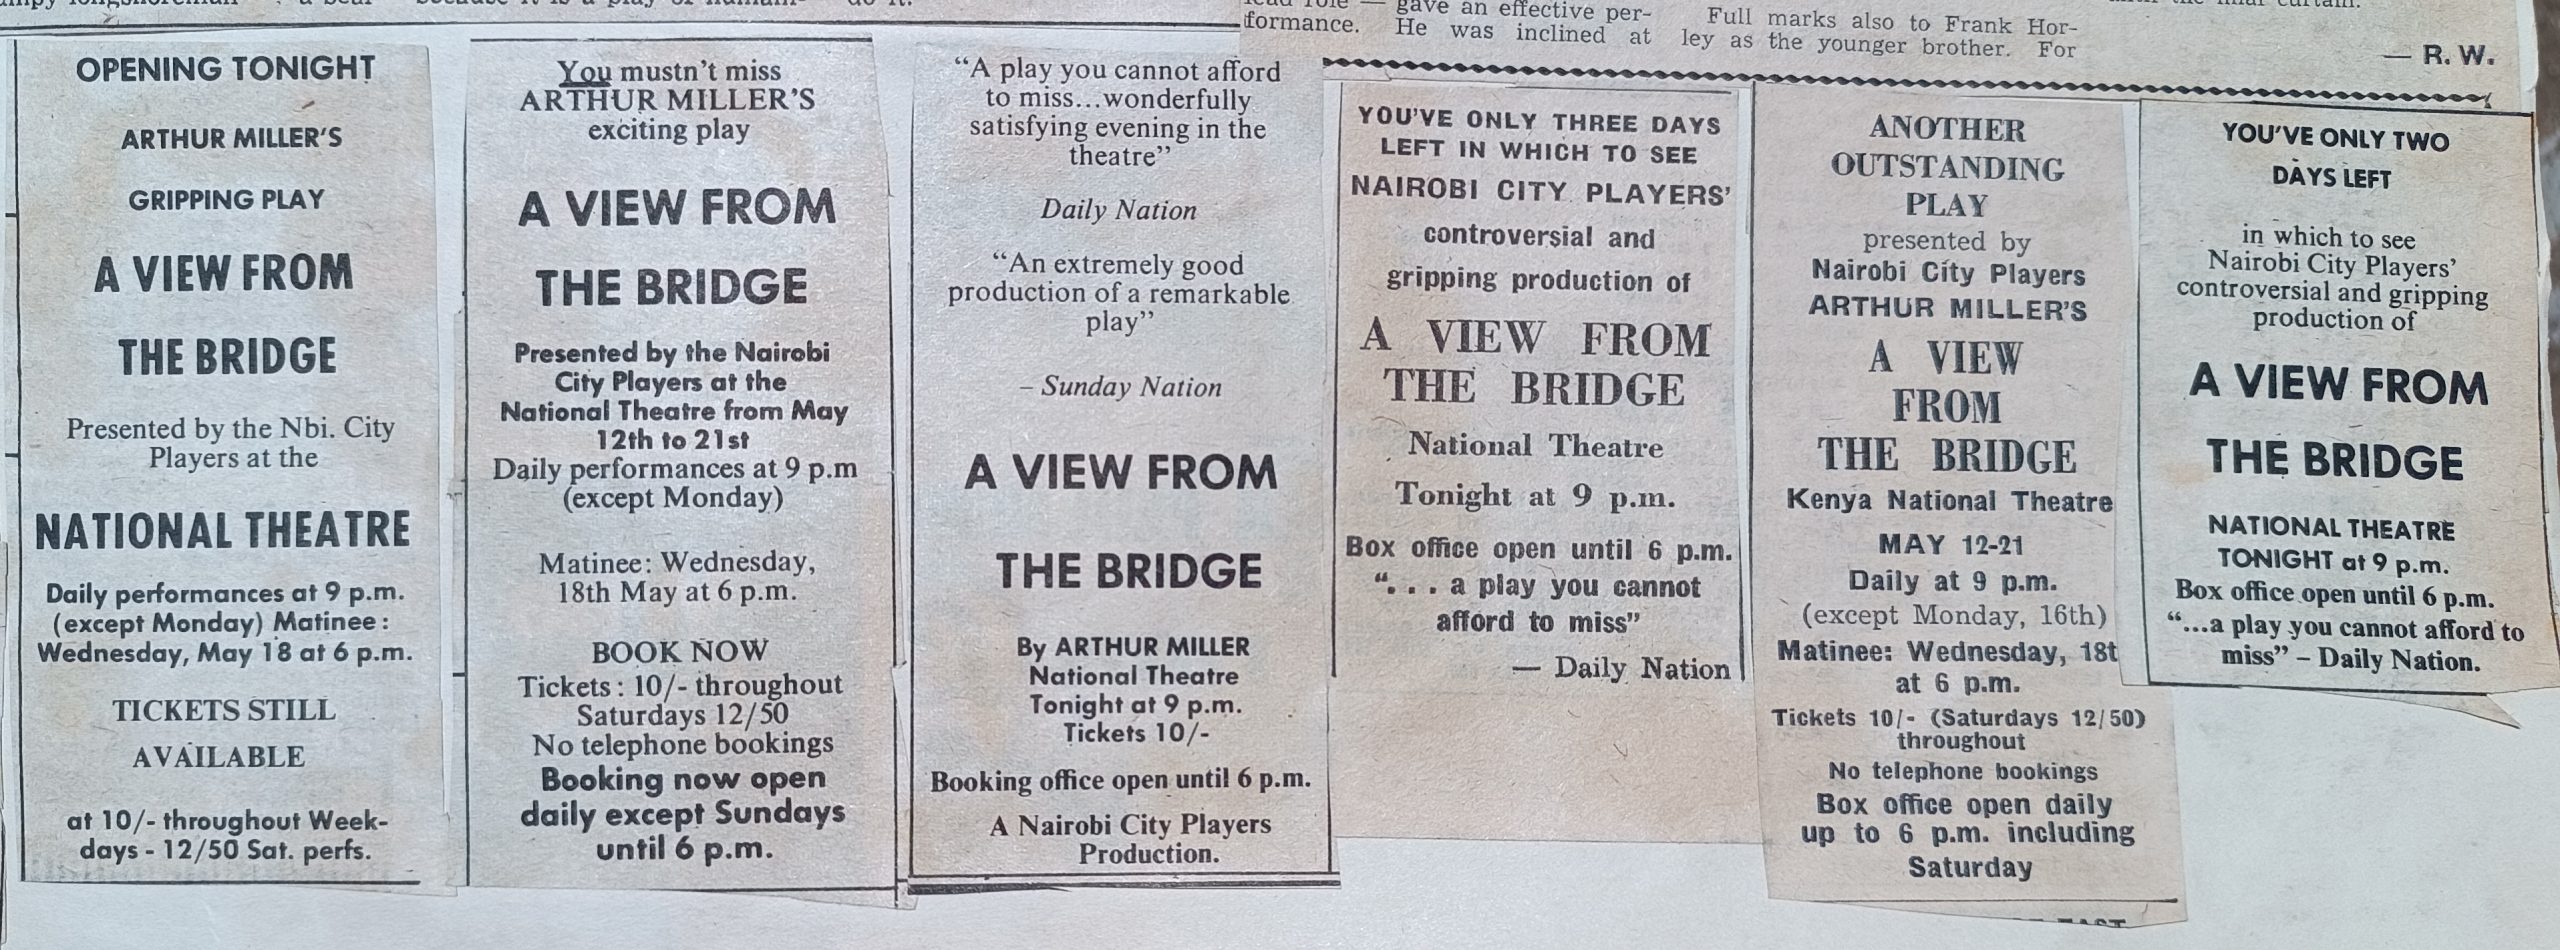 because it is a play of
do it.
gave an effective per-
formance. He was inclined at
Full marks also to Frank Hor-
ley as the younger brother. For
— R. W.
OPENING TONIGHT
ARTHUR MILLER'S
GRIPPING PLAY
A VIEW FROM
THE BRIDGE
Presented by the Nbi. City
Players at the
NATIONAL THEATRE
Daily performances at 9 p.m.
(except Monday) Matinee:
Wednesday, May 18 at 6 p.m.
TICKETS STILL
AVAILABLE
at 10/- throughout Week-
days - 12/50 Sat. perfs.
You mustn't miss
ARTHUR MILLER'S
exciting play
A VIEW FROM
THE BRIDGE
Presented by the Nairobi
City Players at the
National Theatre from May
12th to 21st
Daily performances at 9 p.m
(except Monday)
Matinee: Wednesday,
18th May at 6 p.m.
BOOK NOW
Tickets: 10/- throughout
Saturdays 12/50
No telephone bookings
Booking now open
daily except Sundays
until 6 p.m.
"A play you cannot afford
to miss...wonderfully
satisfying evening in the
theatre"
Daily Nation
"An extremely good
production of a remarkable
play"
– Sunday Nation
A VIEW FROM
THE BRIDGE
By ARTHUR MILLER
National Theatre
Tonight at 9 p.m.
Tickets 10/-
Booking office open until 6 p.m.
A Nairobi City Players
Production.
YOU'VE ONLY THREE DAYS
LEFT IN WHICH TO SEE
NAIROBI CITY PLAYERS'
controversial and
gripping production of
A VIEW FROM
THE BRIDGE
National Theatre
Tonight at 9 p.m.
Box office open until 6 p.m.
"... a play you cannot
afford to miss"
— Daily Nation
ANOTHER
OUTSTANDING
PLAY
presented by
Nairobi City Players
ARTHUR MILLER'S
A VIEW
FROM
THE BRIDGE
Kenya National Theatre
MAY 12-21
Daily at 9 p.m.
(except Monday, 16th)
Matinee: Wednesday, 18t
at 6 p.m.
Tickets 10/- (Saturdays 12/50)
throughout
No telephone bookings
Box office open daily
up to 6 p.m. including
Saturday
YOU'VE ONLY TWO
DAYS LEFT
in which to see
Nairobi City Players'
controversial and gripping
production of
A VIEW FROM
THE BRIDGE
NATIONAL THEATRE
TONIGHT at 9 p.m.
Box office open until 6 p.m.
"...a play you cannot afford to
miss" – Daily Nation.